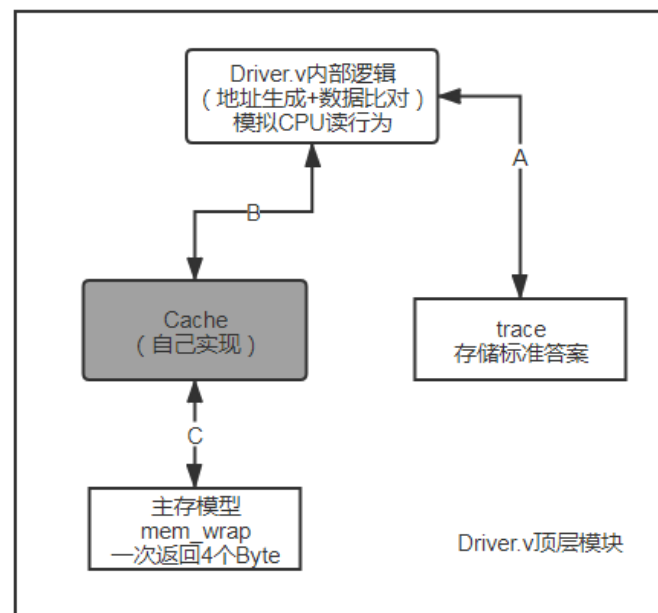 Driver.v内部逻辑
（地址生成+数据比对）
模拟CPU读行为
A
B
Cache
（自己实现）
trace
存储标准答案
C
主存模型
mem_wrap
一次返回4个Byte
Driver.v顶层模块